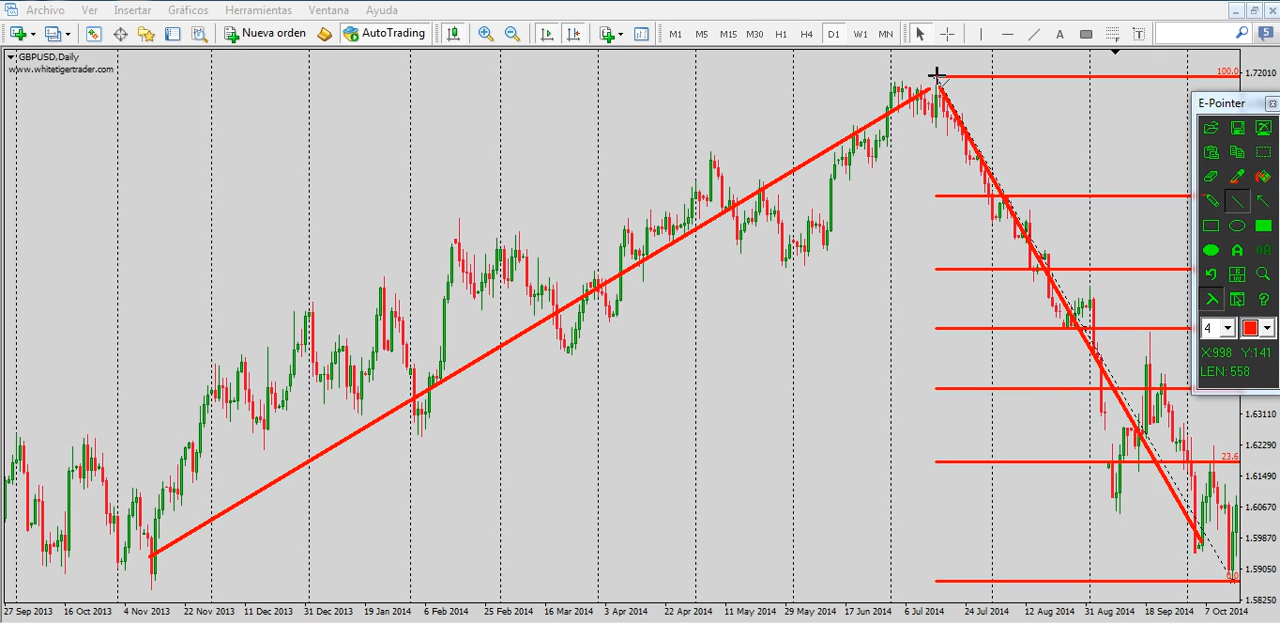 Archivo Ver Insertar Gráficos Herramientas Ventana Ayuda
Nueva orden AutoTrading M1 M5 M15 M30 H1 H4 D1 W1 MN A T 5
GBPUSD,Daily
www.whitetigertrader.com
100.0
1.72010
E-Pointer
4
X:998 Y:141
LEN: 558
1.63110
1.62290
23.6
1.61490
1.60670
1.59870
1.59050
0.0
1.58250
27 Sep 2013 16 Oct 2013 4 Nov 2013 22 Nov 2013 11 Dec 2013 31 Dec 2013 19 Jan 2014 6 Feb 2014 25 Feb 2014 16 Mar 2014 3 Apr 2014 22 Apr 2014 11 May 2014 29 May 2014 17 Jun 2014 6 Jul 2014 24 Jul 2014 12 Aug 2014 31 Aug 2014 18 Sep 2014 7 Oct 2014